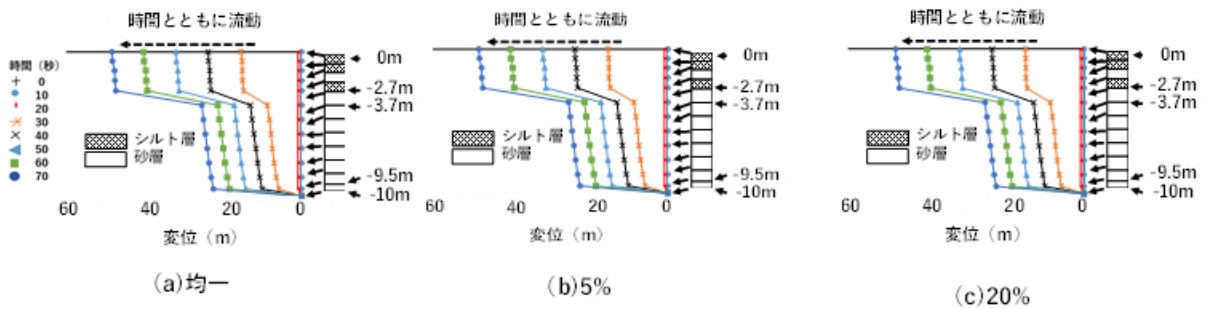 時間とともに流動
時間（秒）
0
10
20
30
40
50
60
70
シルト層
砂層
0m
-2.7m
-3.7m
-9.5m
-10m
60
40
20
0
変位（m）
(a)均一
時間とともに流動
シルト層
砂層
0m
-2.7m
-3.7m
-9.5m
-10m
60
40
20
0
変位（m）
(b)5%
時間とともに流動
シルト層
砂層
0m
-2.7m
-3.7m
-9.5m
-10m
60
40
20
0
変位（m）
(c)20%